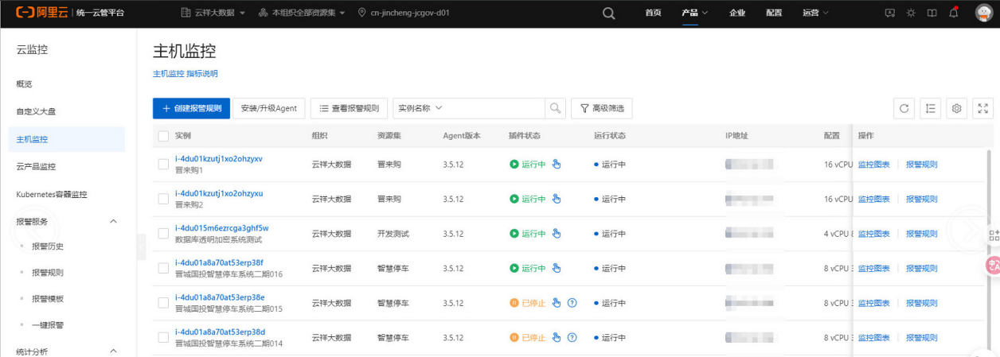 阿里云 | 统一云管平台 云祥大数据 本组织全部资源集 cn-jincheng-jcgov-d01 首页 产品 企业 配置 运营
云监控
概览
自定义大盘
主机监控
云产品监控
Kubernetes容器监控
报警服务
报警历史
报警规则
报警模板
一键报警
统计分析
主机监控
主机监控 指标说明
+ 创建报警规则 安装/升级Agent 查看报警规则 实例名称 高级筛选
实例 组织 资源集 Agent版本 插件状态 运行状态 IP地址 配置 操作
i-4du01kzutj1xo2ohzyxv
晋来购1 云祥大数据 晋来购 3.5.12 运行中 运行中 16 vCPU 监控图表 报警规则
i-4du01kzutj1xo2ohzyxu
晋来购2 云祥大数据 晋来购 3.5.12 运行中 运行中 16 vCPU 监控图表 报警规则
i-4du015m6ezrcga3ghf5w
数据库透明加密系统测试 云祥大数据 开发测试 3.5.12 运行中 运行中 4 vCPU 监控图表 报警规则
i-4du01a8a70at53erp38f
晋城国投智慧停车系统二期016 云祥大数据 智慧停车 3.5.12 运行中 运行中 8 vCPU 监控图表 报警规则
i-4du01a8a70at53erp38e
晋城国投智慧停车系统二期015 云祥大数据 智慧停车 3.5.12 已停止 运行中 8 vCPU 监控图表 报警规则
i-4du01a8a70at53erp38d
晋城国投智慧停车系统二期014 云祥大数据 智慧停车 3.5.12 已停止 运行中 8 vCPU 监控图表 报警规则